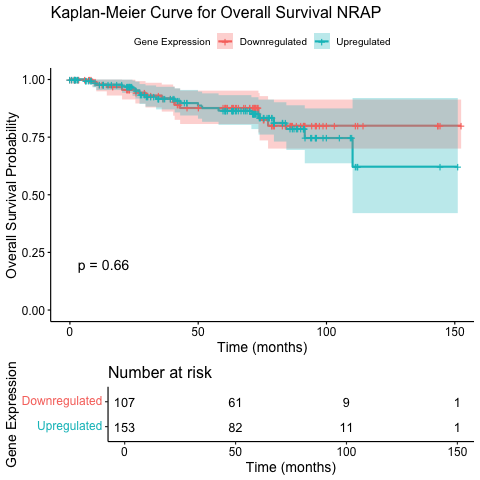 Kaplan-Meier Curve for Overall Survival NRAP
Gene Expression Downregulated Upregulated
Overall Survival Probability
1.00
0.75
0.50
0.25
0.00
p = 0.66
0 50 100 150
Time (months)
Number at risk
Gene Expression
Downregulated 107 61 9 1
Upregulated 153 82 11 1
0 50 100 150
Time (months)